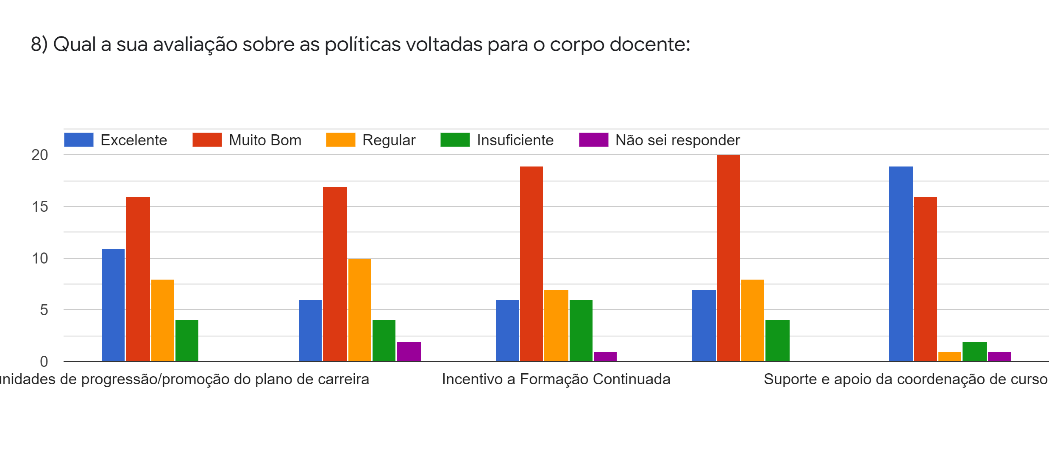 8) Qual a sua avaliação sobre as políticas voltadas para o corpo docente:
Excelente Muito Bom Regular Insuficiente Não sei responder
20
15
10
5
0
de progressão/promoção do plano de carreira Incentivo a Formação Continuada Suporte e apoio da coordenação de curso